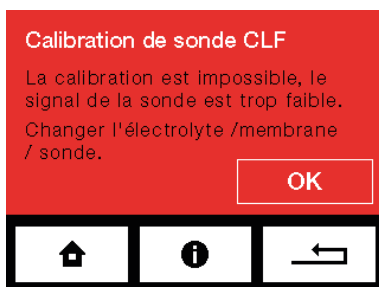 Calibration de sonde CLF
La calibration est impossible, le
signal de la sonde est trop faible.
Changer l'électrolyte /membrane
/ sonde.
OK